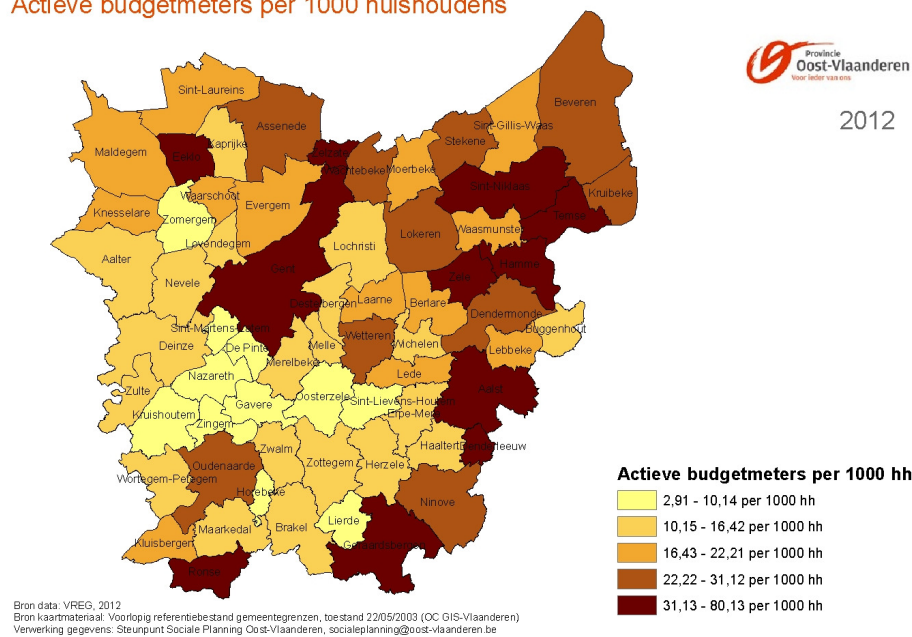 Actieve budgetmeters per 1000 huishoudens
Provincie
Oost-Vlaanderen
Voor ieder van ons
2012
Beveren
Sint-Laureins
Assenede
Sint-Gillis-Waas
Stekene
Kaprijke
Maldegem
Eeklo
Zelzate
Wachtebeke
Moerbeke
Sint-Niklaas
Kruibeke
Waarschoot
Evergem
Knesselare
Zomergem
Temse
Lokeren
Waasmunster
Lovendegem
Lochristi
Aalter
Gent
Hamme
Zele
Nevele
Destelbergen
Laarne
Berlare
Dendermonde
Sint-Martens-Latem
Buggenhout
Wetteren
Deinze
De Pinte
Melle
Wichelen
Lebbeke
Merelbeke
Nazareth
Lede
Zulte
Aalst
Oosterzele
Sint-Lievens-Houtem
Gavere
Kruishoutem
Erpe-Mere
Zingem
Haaltert
Denderleeuw
Zwalm
Oudenaarde
Zottegem
Herzele
Wortegem-Petegem
Horebeke
Ninove
Lierde
Maarkedal
Brakel
Kluisbergen
Geraardsbergen
Ronse
Actieve budgetmeters per 1000 hh
2,91 - 10,14 per 1000 hh
10,15 - 16,42 per 1000 hh
16,43 - 22,21 per 1000 hh
22,22 - 31,12 per 1000 hh
31,13 - 80,13 per 1000 hh
Bron data: VREG, 2012
Bron kaartmateriaal: Voorlopig referentiebestand gemeentegrenzen, toestand 22/05/2003 (OC GIS-Vlaanderen)
Verwerking gegevens: Steunpunt Sociale Planning Oost-Vlaanderen, socialeplanning@oost-vlaanderen.be